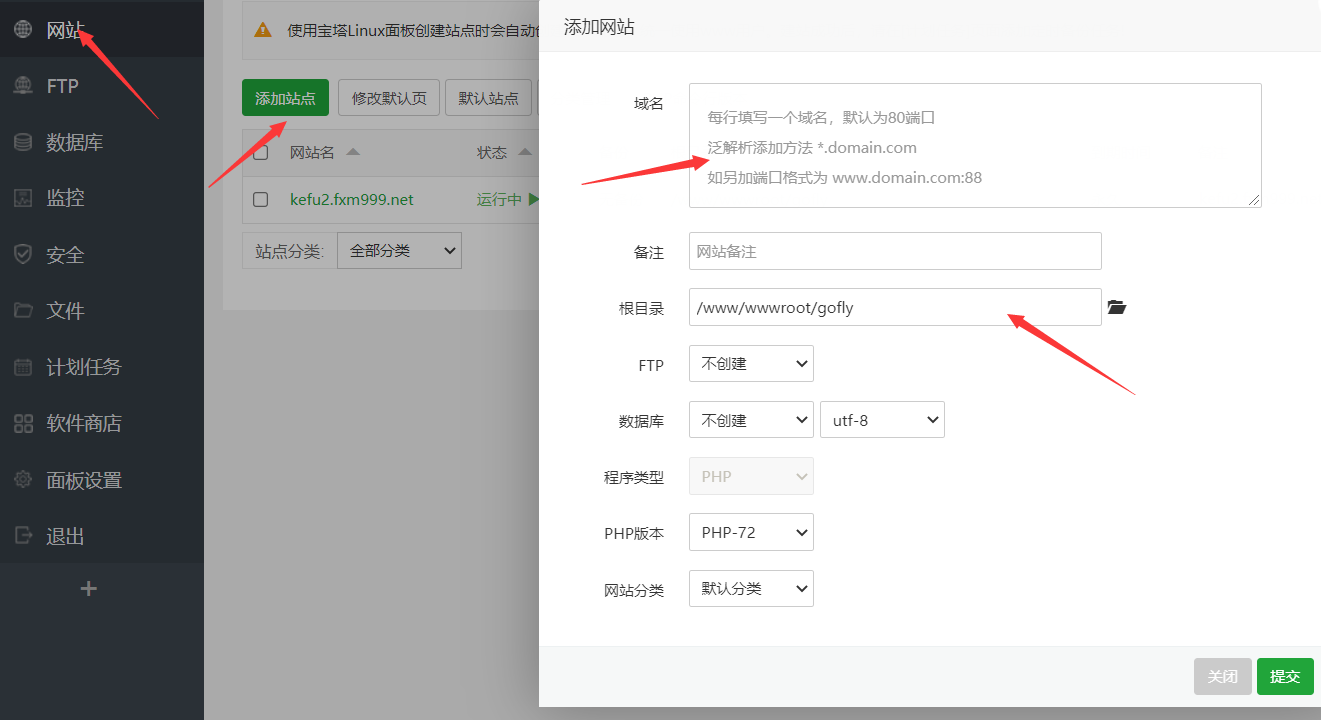 网站
FTP
数据库
监控
安全
文件
计划任务
软件商店
面板设置
退出
使用宝塔Linux面板创建站点时会自动
添加站点
修改默认页
默认站点
网站名
状态
kefu2.fxm999.net
运行中
站点分类:
全部分类
添加网站
域名
每行填写一个域名，默认为80端口
泛解析添加方法 *.domain.com
如另加端口格式为 www.domain.com:88
备注
网站备注
根目录
/www/wwwroot/gofly
FTP
不创建
数据库
不创建
utf-8
程序类型
PHP
PHP版本
PHP-72
网站分类
默认分类
关闭
提交